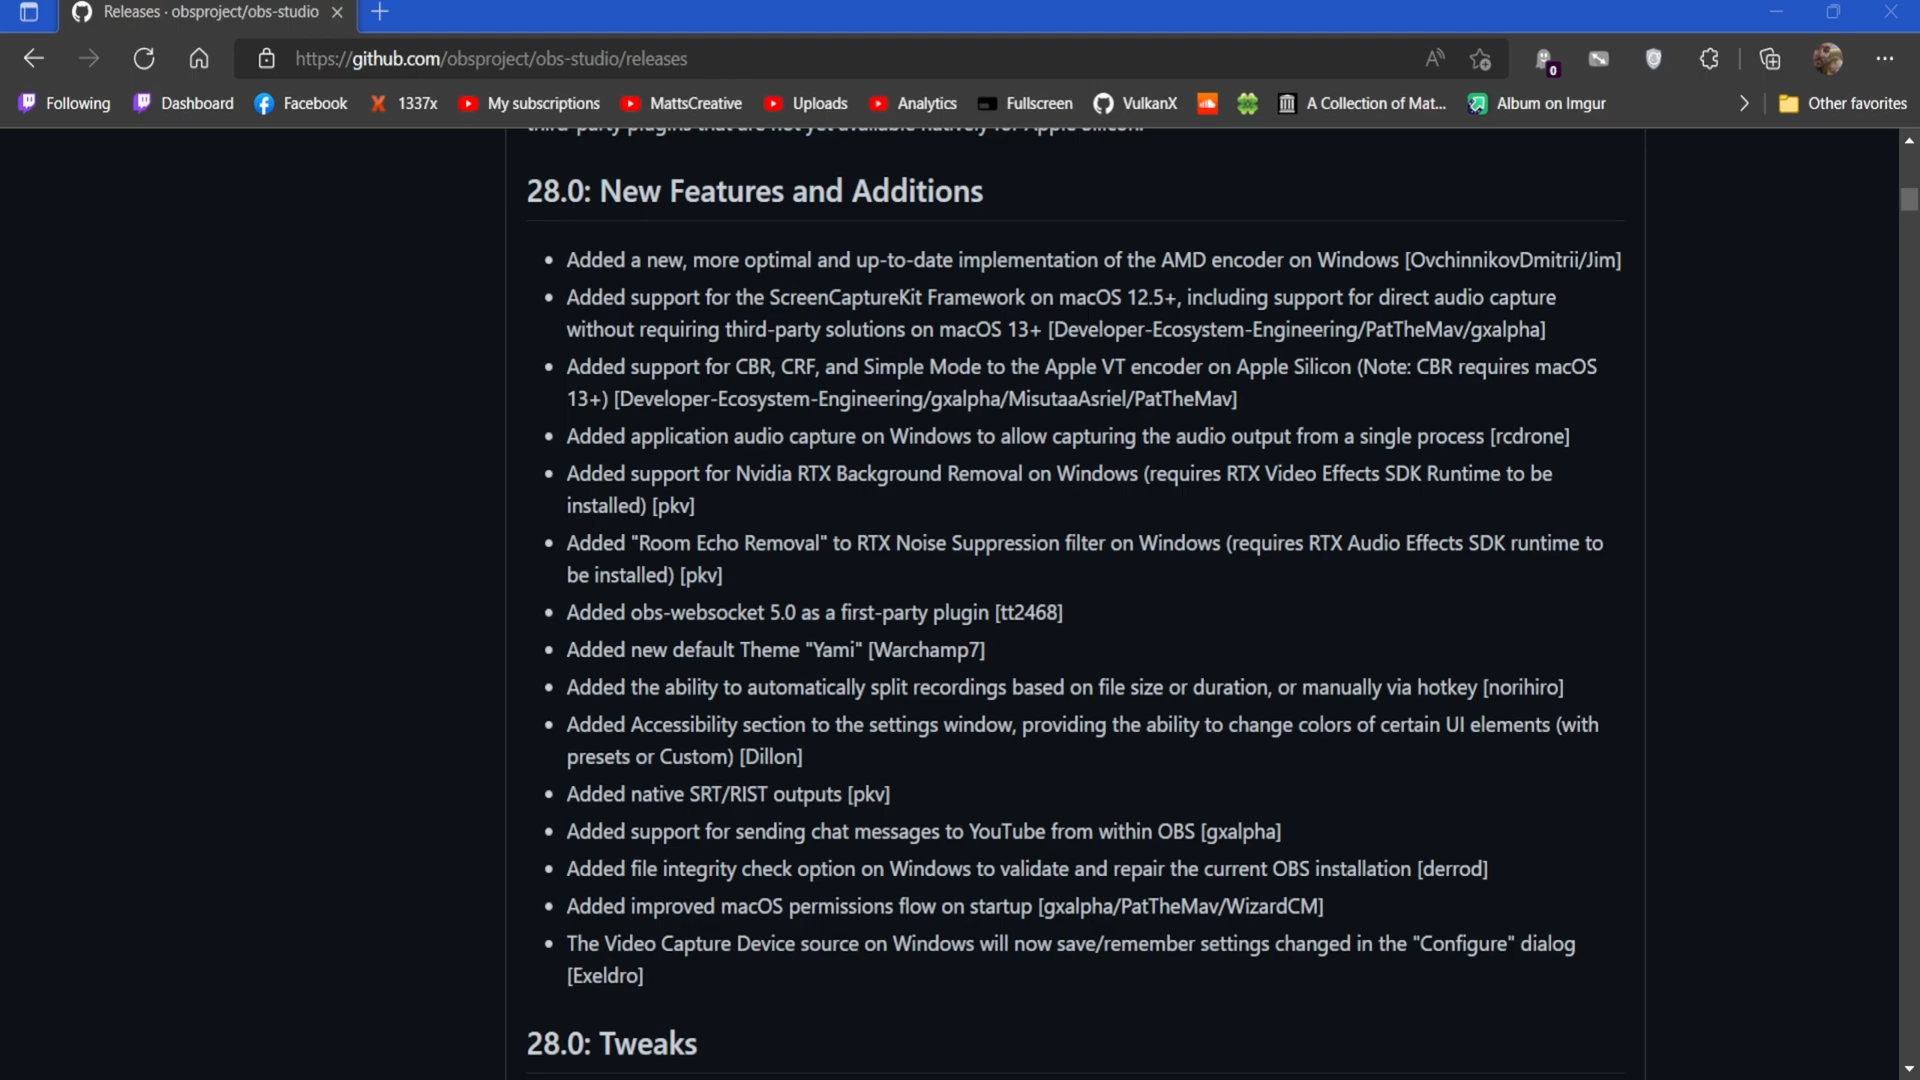 Releases · obsproject/obs-studio
https://github.com/obsproject/obs-studio/releases
0
Following
Dashboard
Facebook
1337x
My subscriptions
MattsCreative
Uploads
Analytics
Fullscreen
VulkanX
A Collection of Mat...
Album on Imgur
Other favorites
third-party plugins that are not yet available natively for Apple Silicon.
28.0: New Features and Additions
• Added a new, more optimal and up-to-date implementation of the AMD encoder on Windows [OvchinnikovDmitrii/Jim]
• Added support for the ScreenCaptureKit Framework on macOS 12.5+, including support for direct audio capture
without requiring third-party solutions on macOS 13+ [Developer-Ecosystem-Engineering/PatTheMav/gxalpha]
• Added support for CBR, CRF, and Simple Mode to the Apple VT encoder on Apple Silicon (Note: CBR requires macOS
13+) [Developer-Ecosystem-Engineering/gxalpha/MisutaaAsriel/PatTheMav]
• Added application audio capture on Windows to allow capturing the audio output from a single process [rcdrone]
• Added support for Nvidia RTX Background Removal on Windows (requires RTX Video Effects SDK Runtime to be
installed) [pkv]
• Added "Room Echo Removal" to RTX Noise Suppression filter on Windows (requires RTX Audio Effects SDK runtime to
be installed) [pkv]
• Added obs-websocket 5.0 as a first-party plugin [tt2468]
• Added new default Theme "Yami" [Warchamp7]
• Added the ability to automatically split recordings based on file size or duration, or manually via hotkey [norihiro]
• Added Accessibility section to the settings window, providing the ability to change colors of certain UI elements (with
presets or Custom) [Dillon]
• Added native SRT/RIST outputs [pkv]
• Added support for sending chat messages to YouTube from within OBS [gxalpha]
• Added file integrity check option on Windows to validate and repair the current OBS installation [derrod]
• Added improved macOS permissions flow on startup [gxalpha/PatTheMav/WizardCM]
• The Video Capture Device source on Windows will now save/remember settings changed in the "Configure" dialog
[Exeldro]
28.0: Tweaks